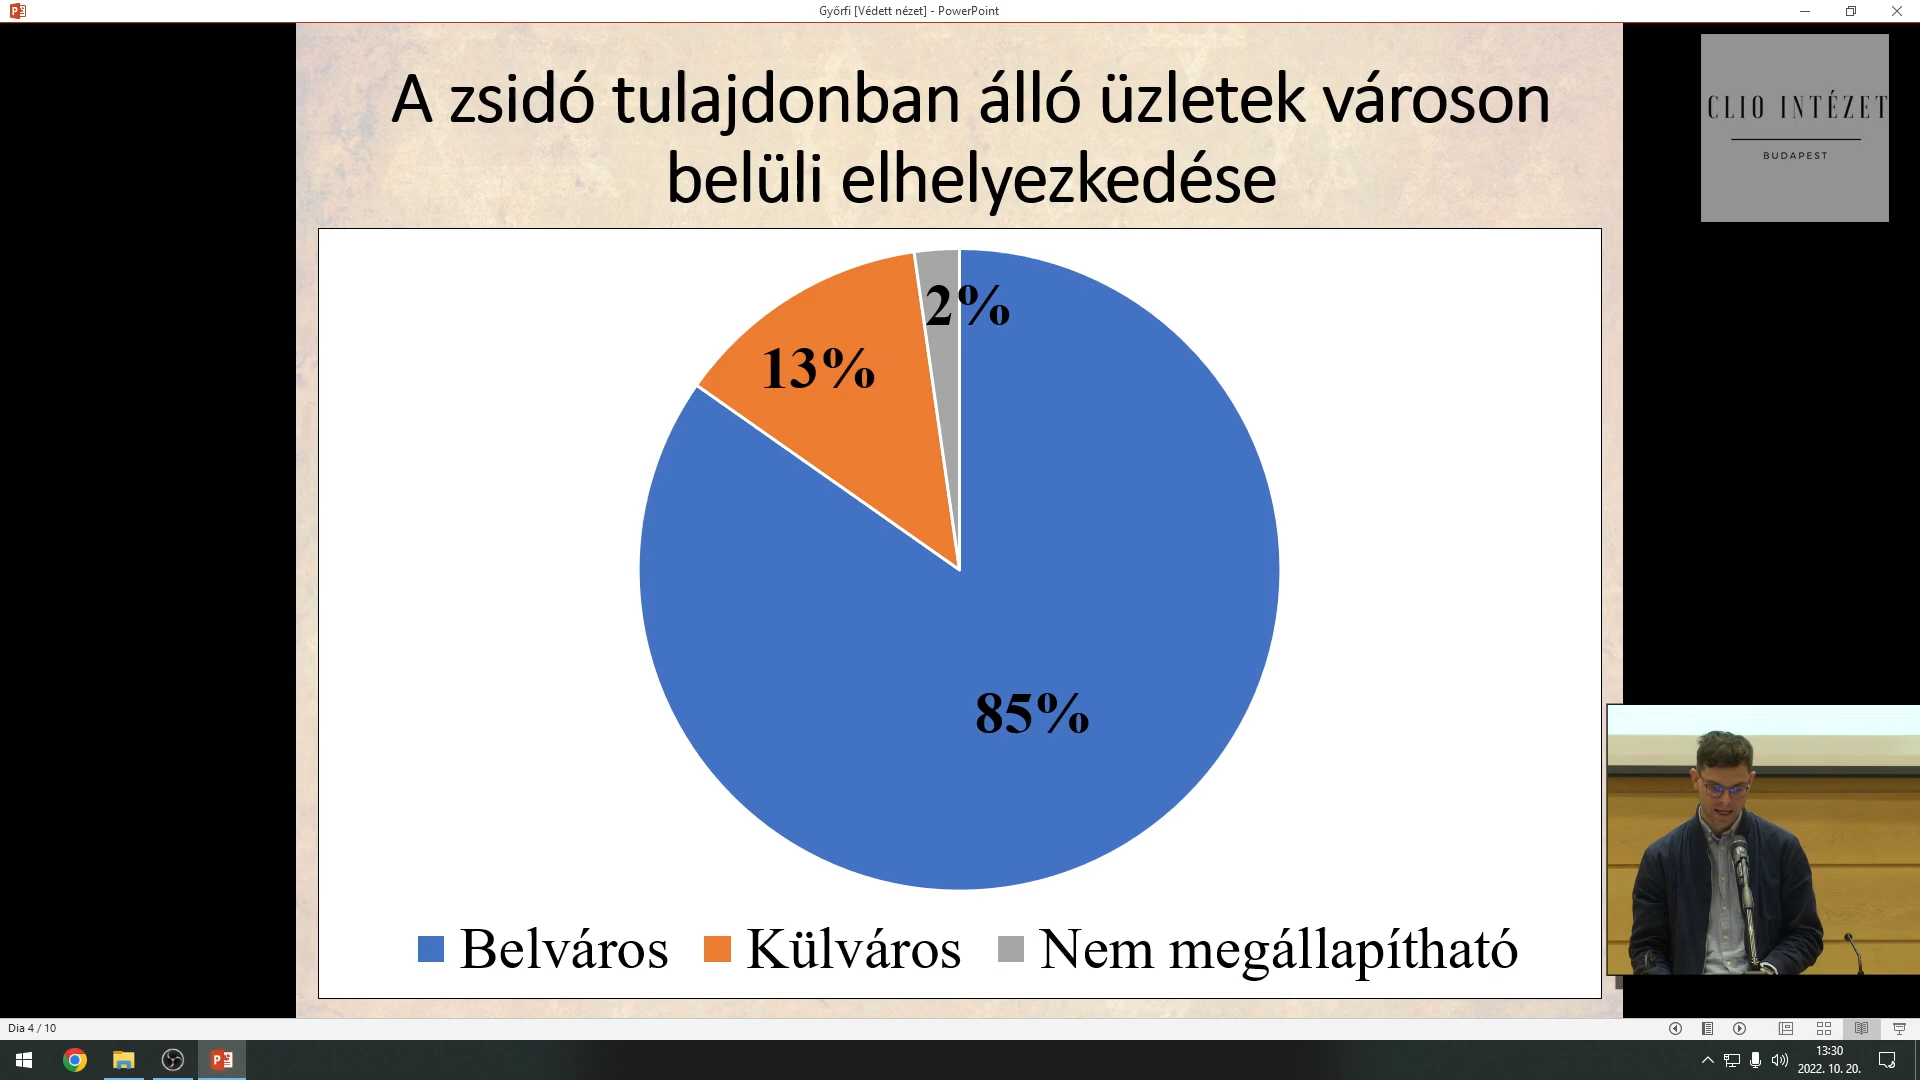 Győrfi [Védett nézet] - PowerPoint
A zsidó tulajdonban álló üzletek városon
belüli elhelyezkedése
CLIO INTÉZET
BUDAPEST
2%
13%
85%
Belváros Külváros Nem megállapítható
Dia 4 / 10
13:30
2022. 10. 20.